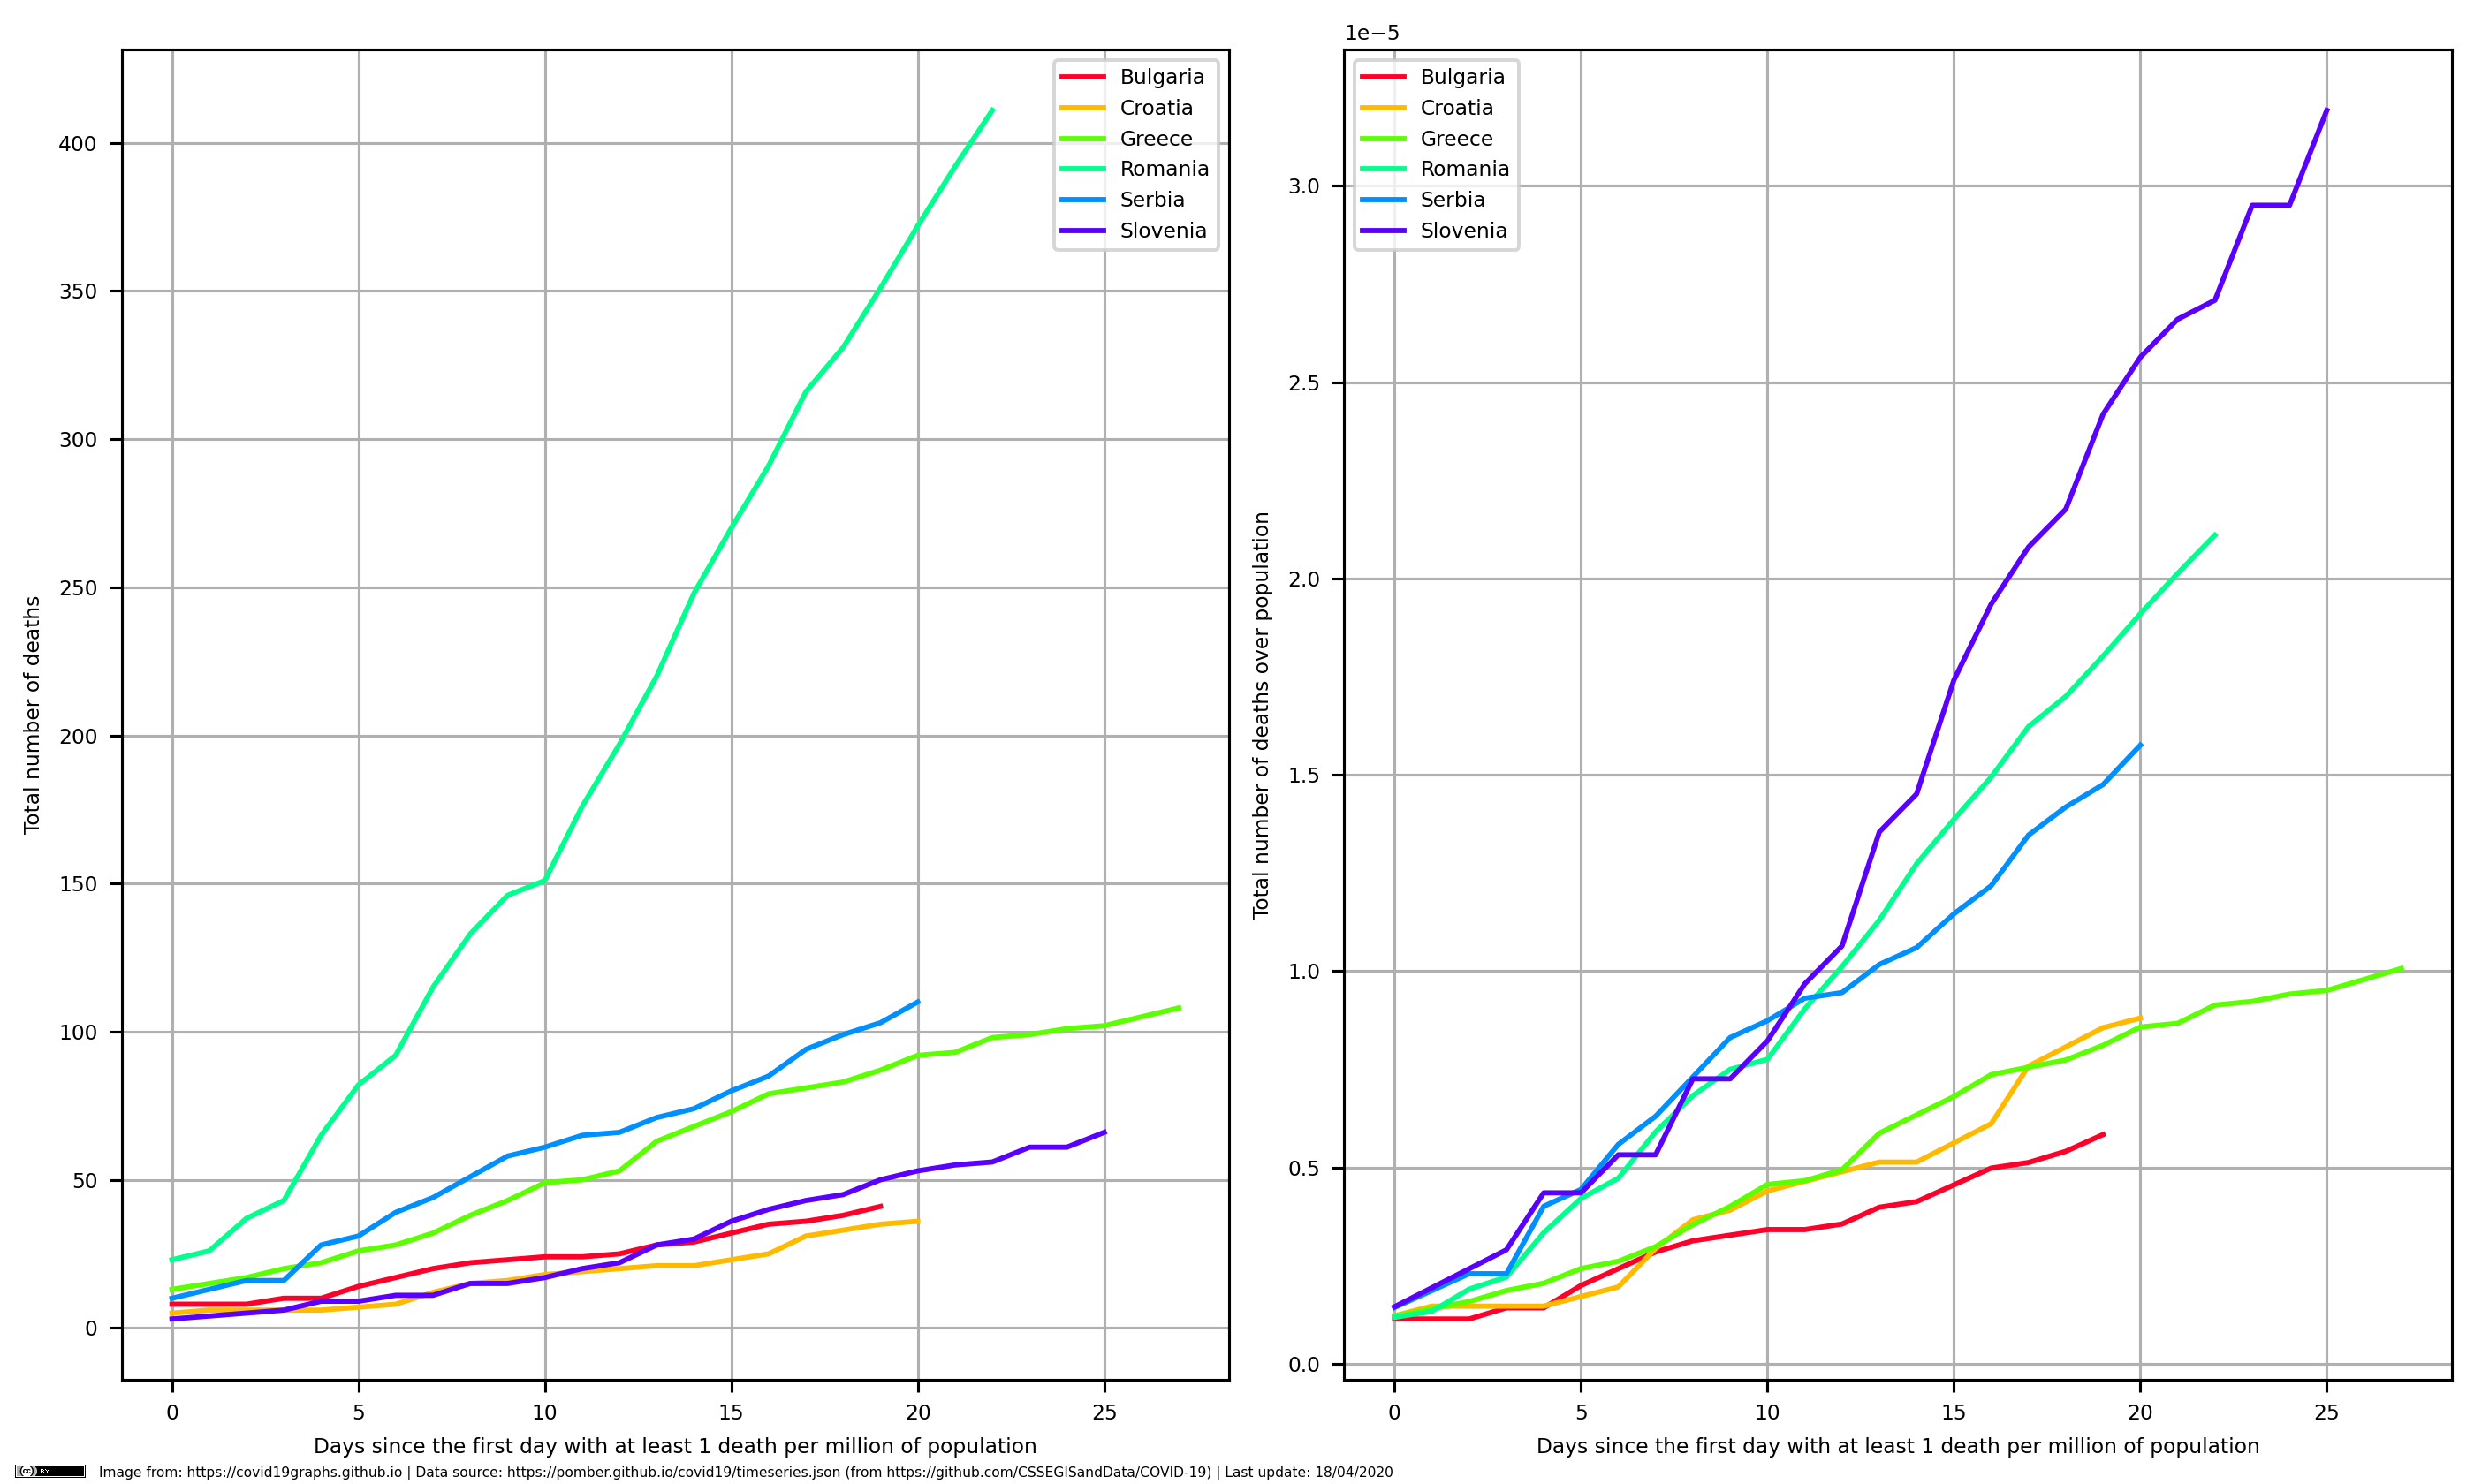 Total number of deaths
400
350
300
250
200
150
100
50
0
0 5 10 15 20 25
Days since the first day with at least 1 death per million of population
Bulgaria
Croatia
Greece
Romania
Serbia
Slovenia
1e−5
Total number of deaths over population
3.0
2.5
2.0
1.5
1.0
0.5
0.0
0 5 10 15 20 25
Days since the first day with at least 1 death per million of population
Bulgaria
Croatia
Greece
Romania
Serbia
Slovenia
(cc) BY
Image from: https://covid19graphs.github.io | Data source: https://pomber.github.io/covid19/timeseries.json (from https://github.com/CSSEGISandData/COVID-19) | Last update: 18/04/2020